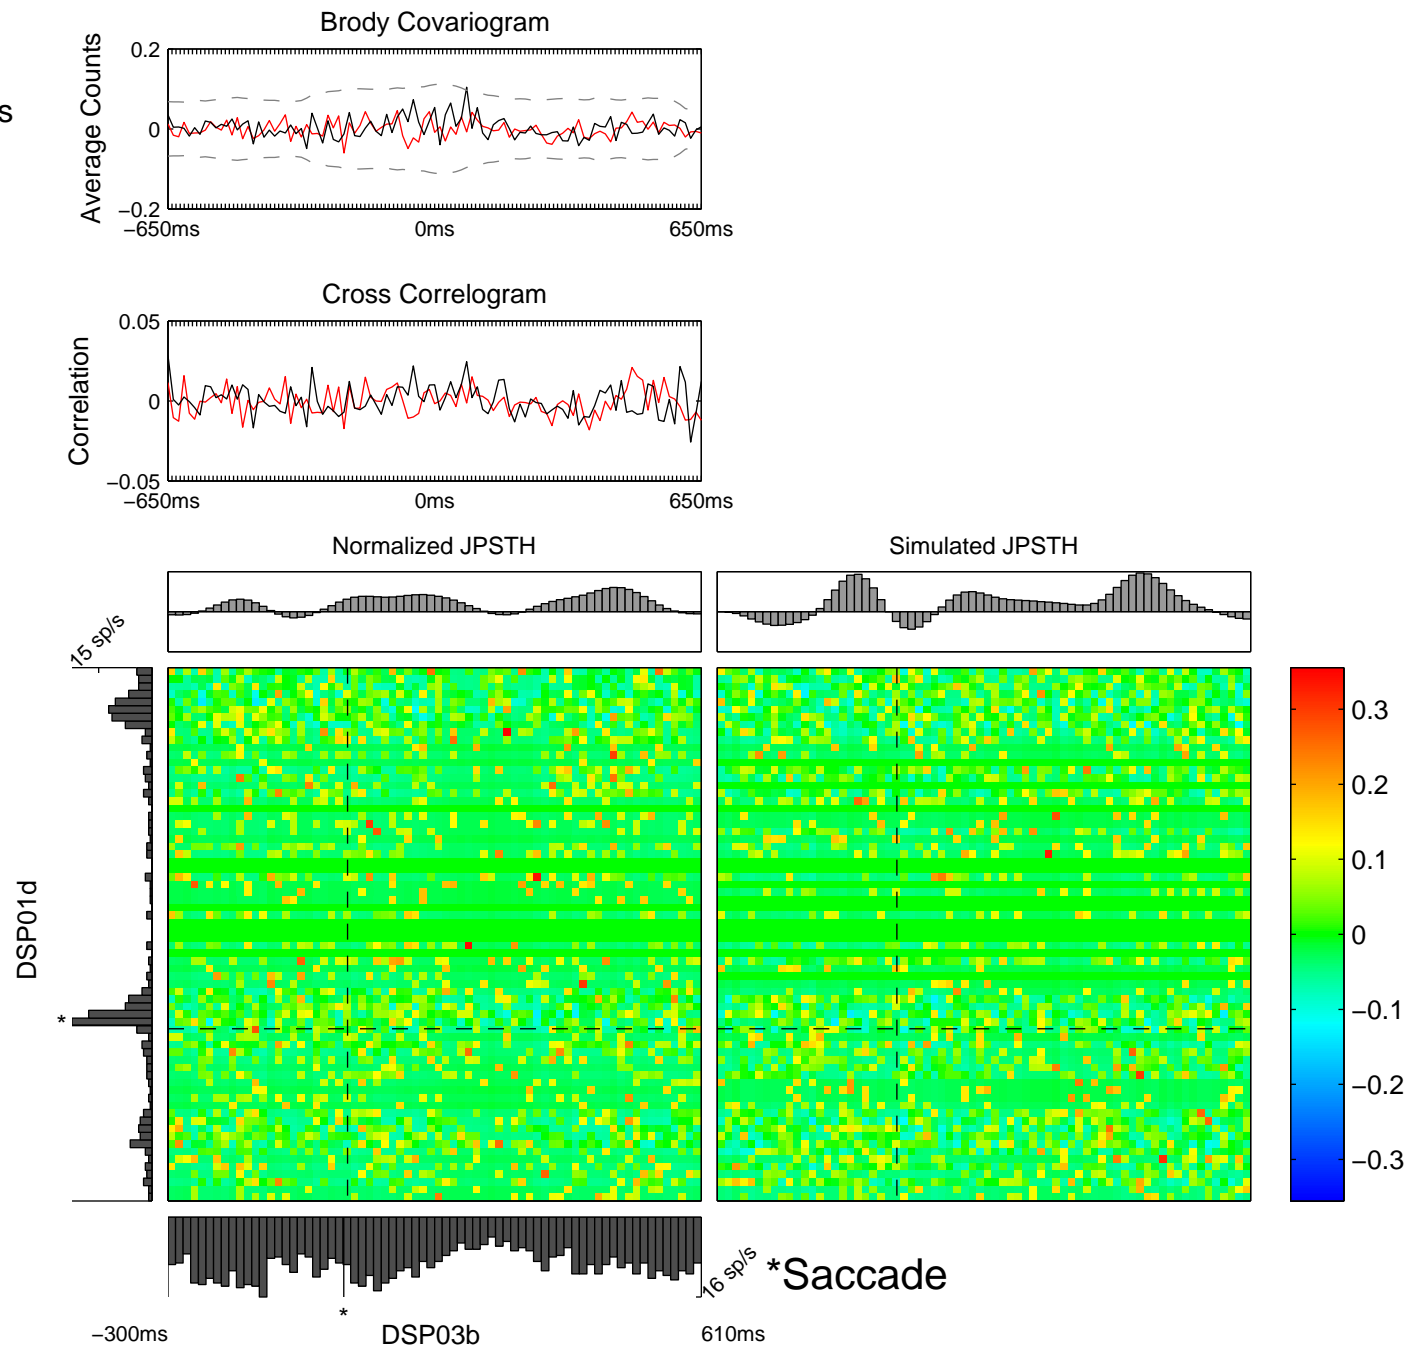 Brody Covariogram
s
Average Counts
0.2
0
−0.2
−650ms
0ms
650ms
Cross Correlogram
Correlation
0.05
0
−0.05
−650ms
0ms
650ms
Normalized JPSTH
Simulated JPSTH
15 sp/s
DSP01d
*
0.3
0.2
0.1
0
−0.1
−0.2
−0.3
16 sp/s
*Saccade
*
−300ms
DSP03b
610ms